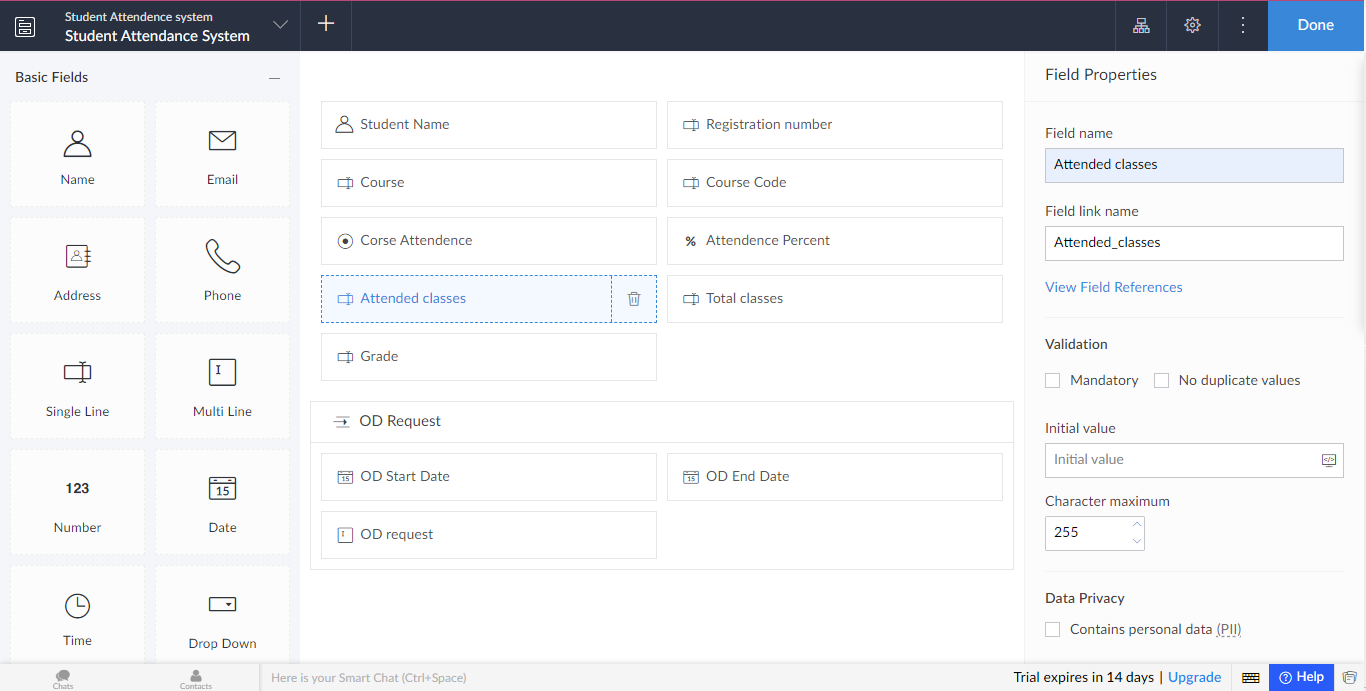 Student Attendence system
Student Attendance System
Done
Basic Fields
Name
Email
Address
Phone
Single Line
Multi Line
123
Number
15
Date
Time
Drop Down
Student Name
Registration number
Course
Course Code
Corse Attendence
% Attendence Percent
Attended classes
Total classes
Grade
OD Request
15 OD Start Date
15 OD End Date
OD request
Field Properties
Field name
Attended classes
Field link name
Attended_classes
View Field References
Validation
Mandatory
No duplicate values
Initial value
Initial value
Character maximum
255
Data Privacy
Contains personal data (PII)
Chats
Contacts
Here is your Smart Chat (Ctrl+Space)
Trial expires in 14 days | Upgrade
Help